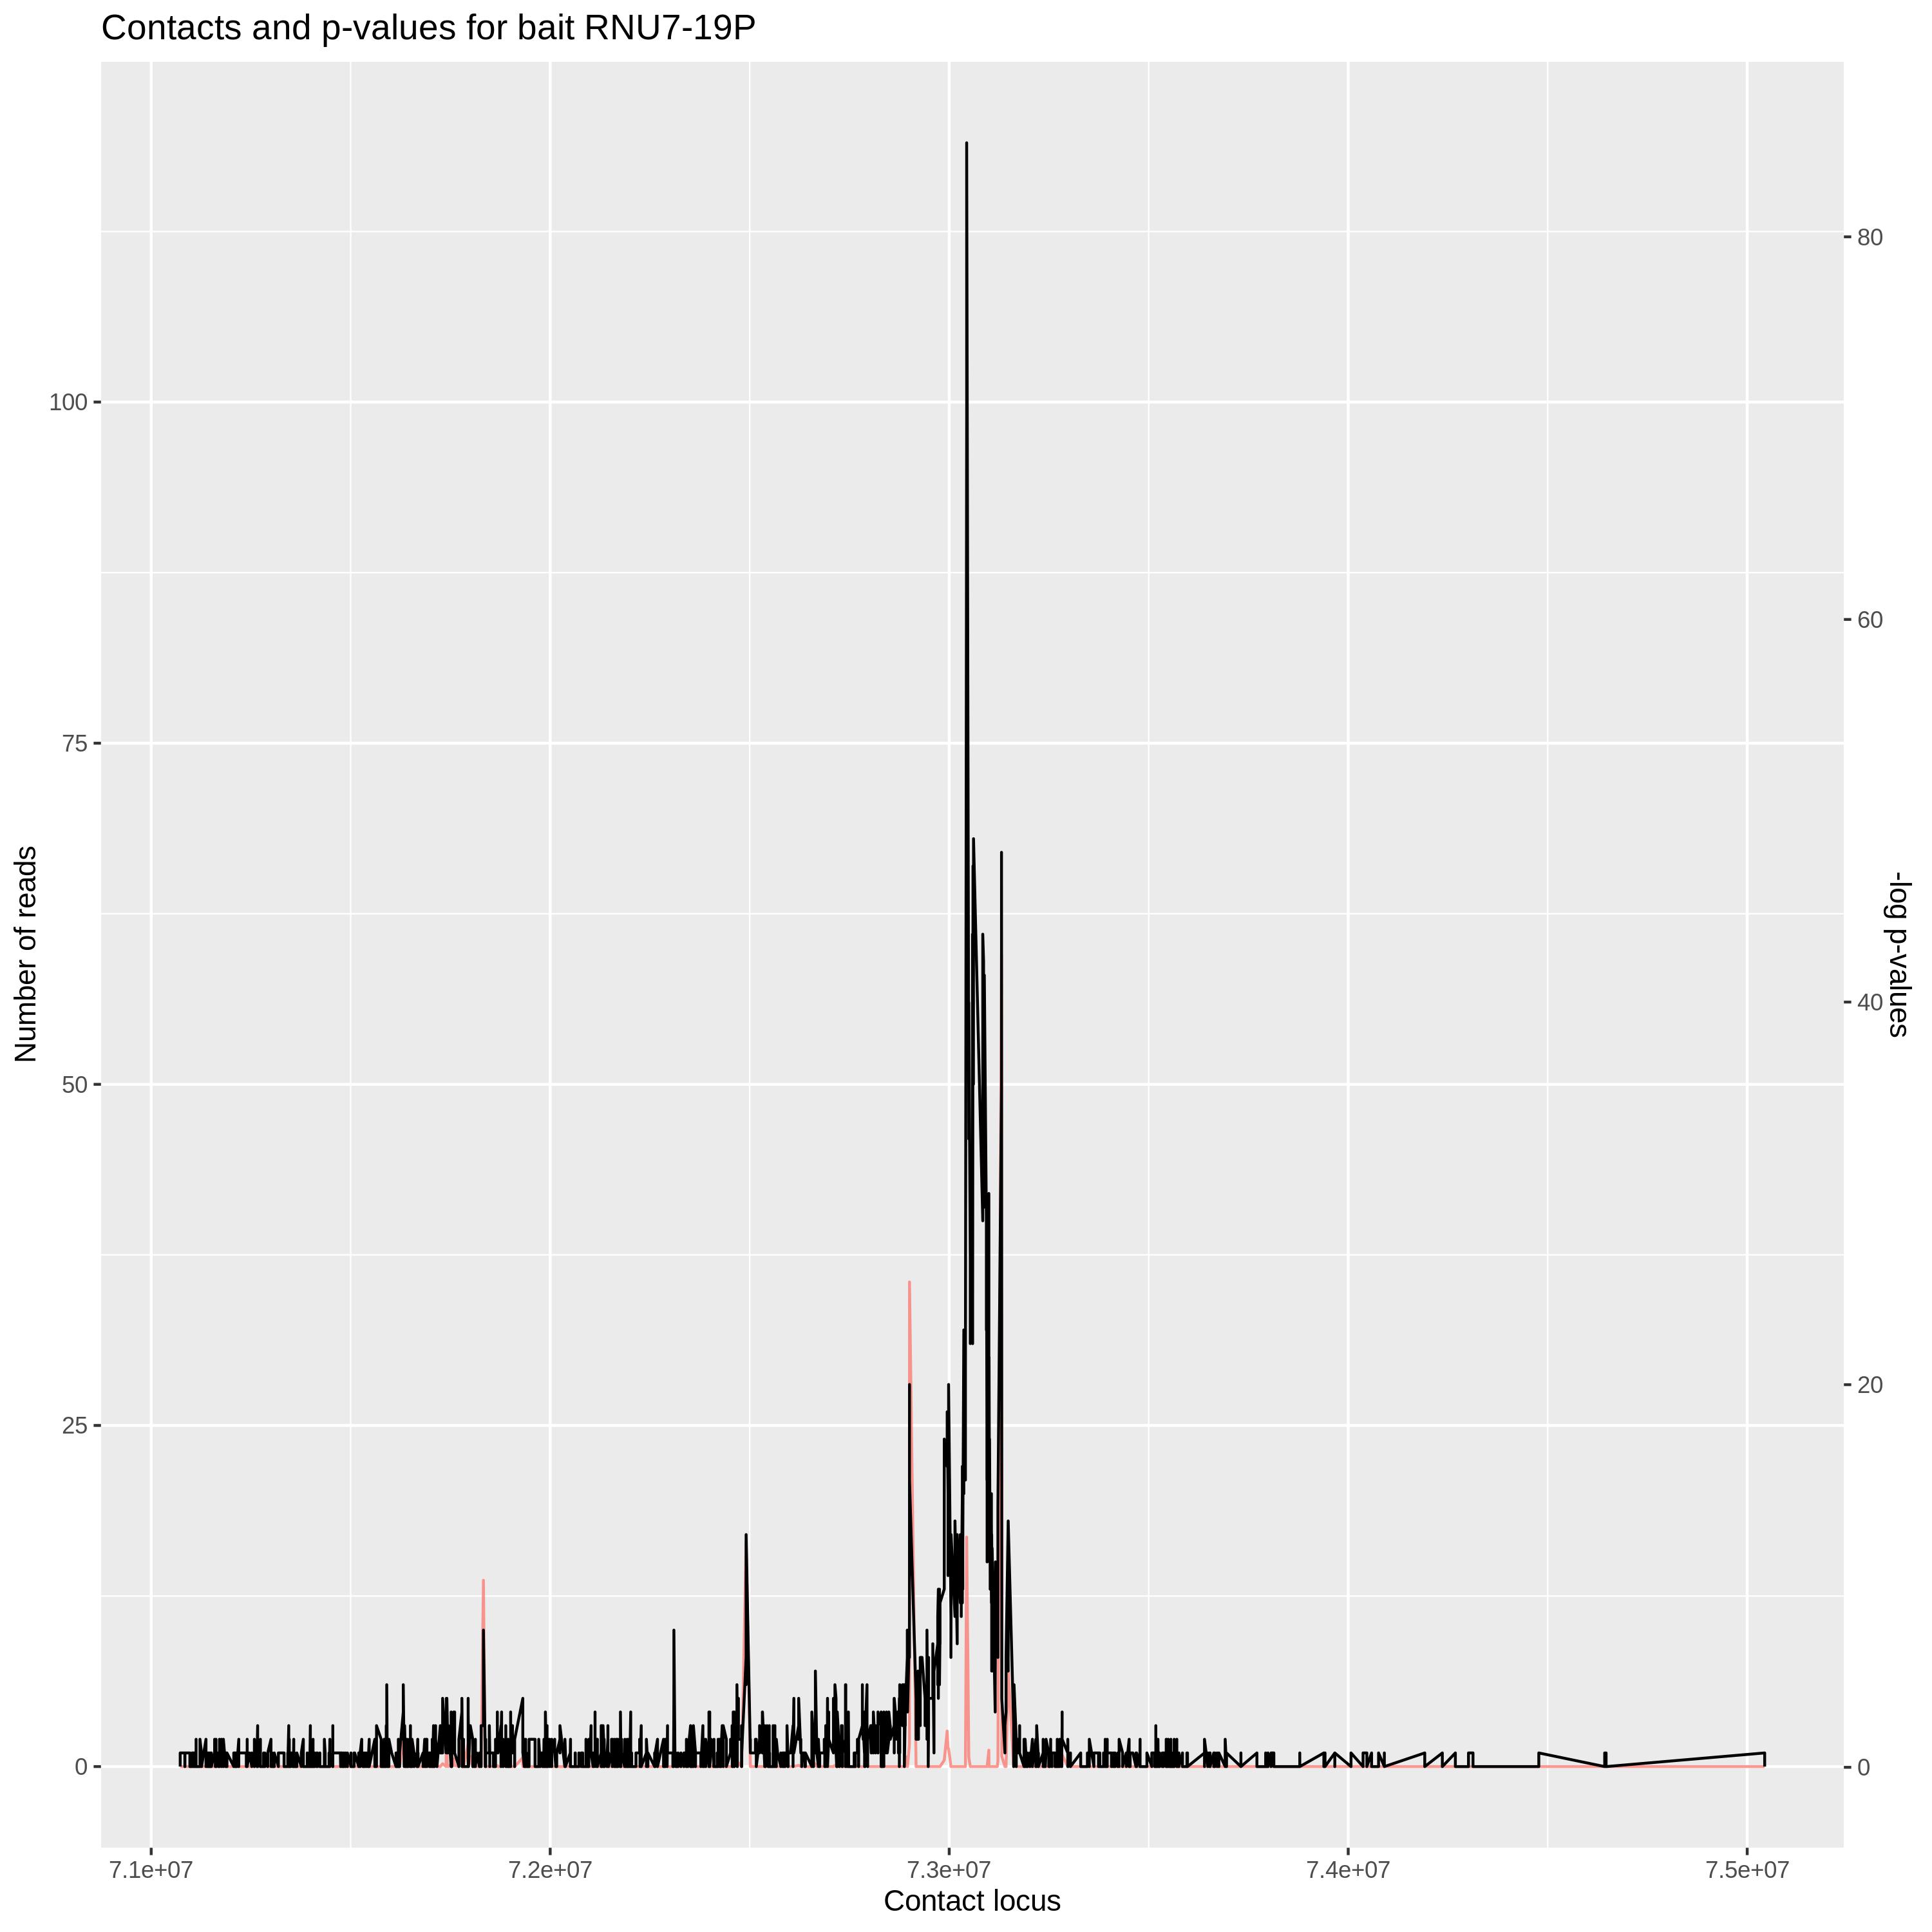 Contacts and p-values for bait RNU7-19P
100
75
50
25
0
80
60
40
20
0
Number of reads
-log p-values
7.1e+07 7.2e+07 7.3e+07 7.4e+07 7.5e+07
Contact locus